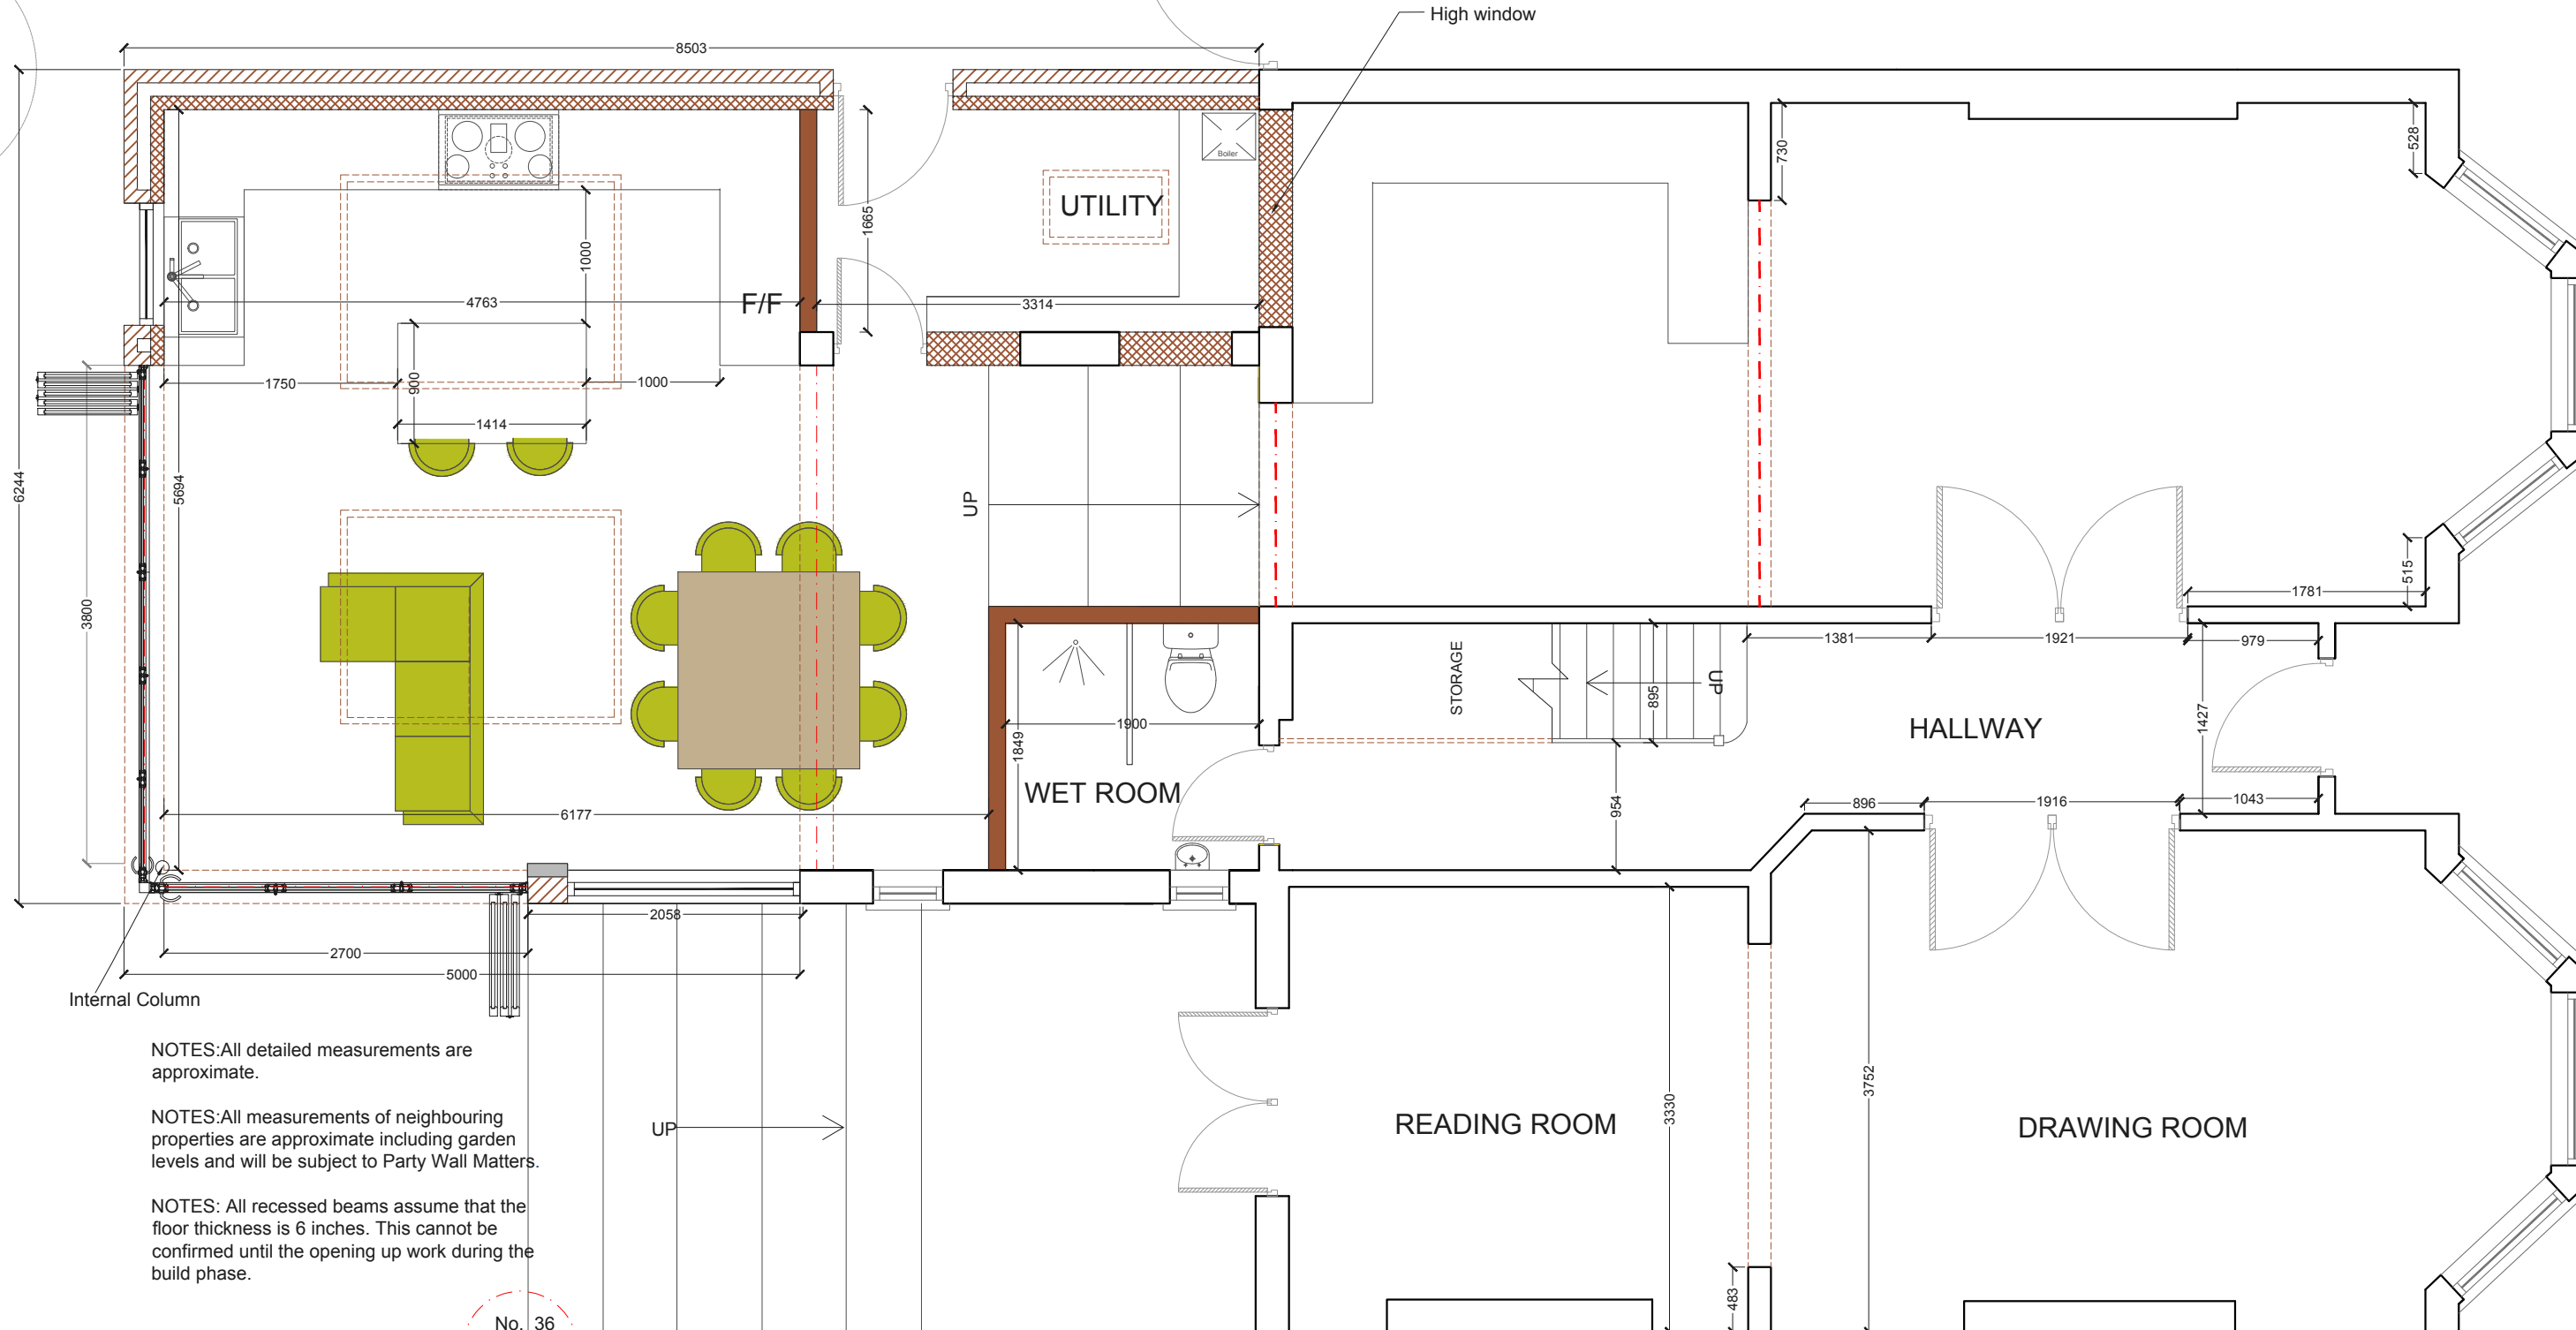 High window
8503
6244
Boiler
UTILITY
730
528
1665
1000
4763
F/F
3314
1750
900
1000
1414
5694
UP
3800
515
1781
1381
1921
979
STORAGE
895
UP
1427
HALLWAY
1900
1849
WET ROOM
954
896
1916
1043
6177
2058
2700
5000
Internal Column
NOTES:All detailed measurements are
approximate.
NOTES:All measurements of neighbouring
properties are approximate including garden
levels and will be subject to Party Wall Matters.
NOTES: All recessed beams assume that the
floor thickness is 6 inches. This cannot be
confirmed until the opening up work during the
build phase.
UP
READING ROOM
3330
3752
DRAWING ROOM
483
No. 36